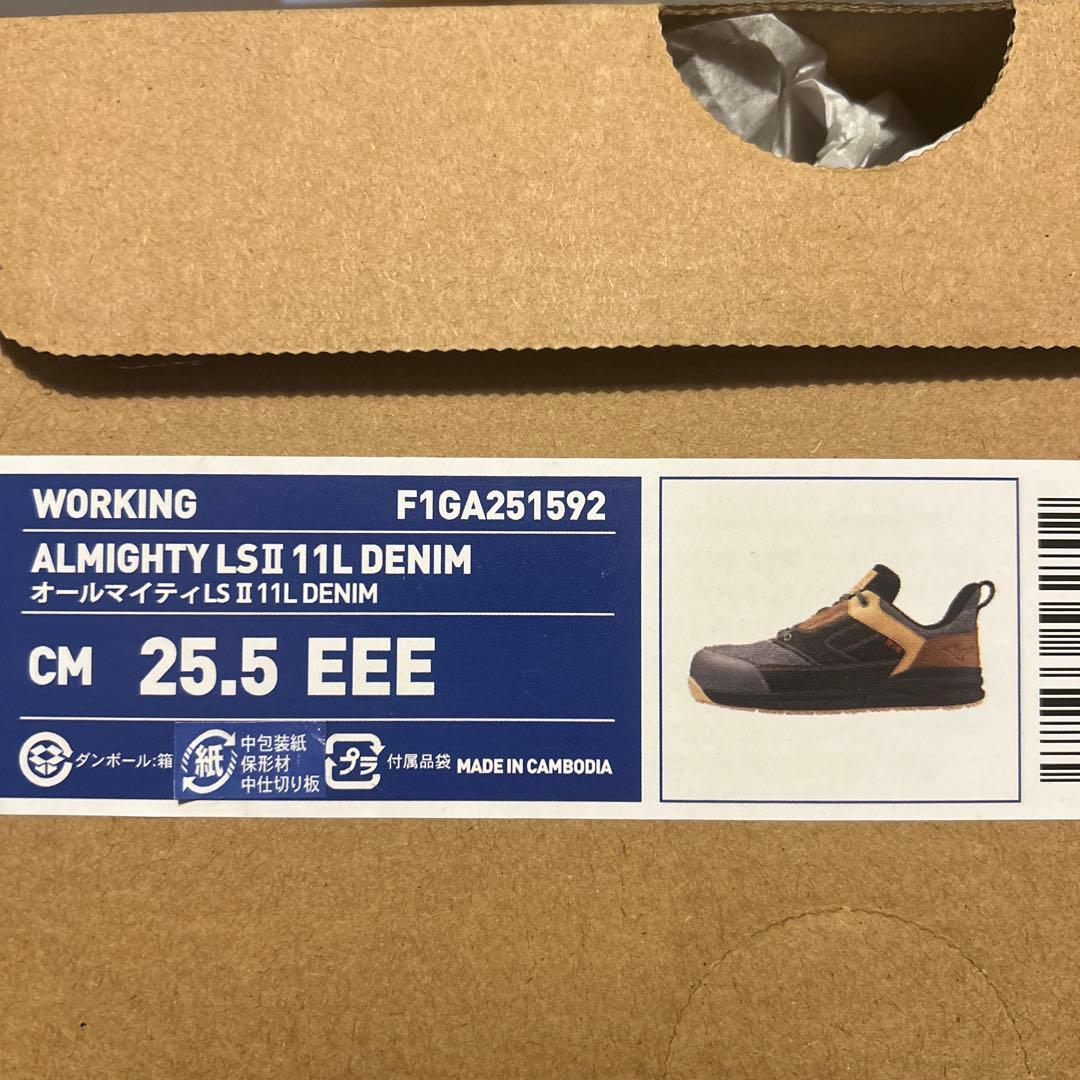 WORKING F1GA251592
ALMIGHTY LSⅡ 11L DENIM
オールマイティLS Ⅱ 11L DENIM
CM 25.5 EEE
ダンボール:箱
紙
中包装紙
保形材
中仕切り板
プラ
付属品袋
MADE IN CAMBODIA